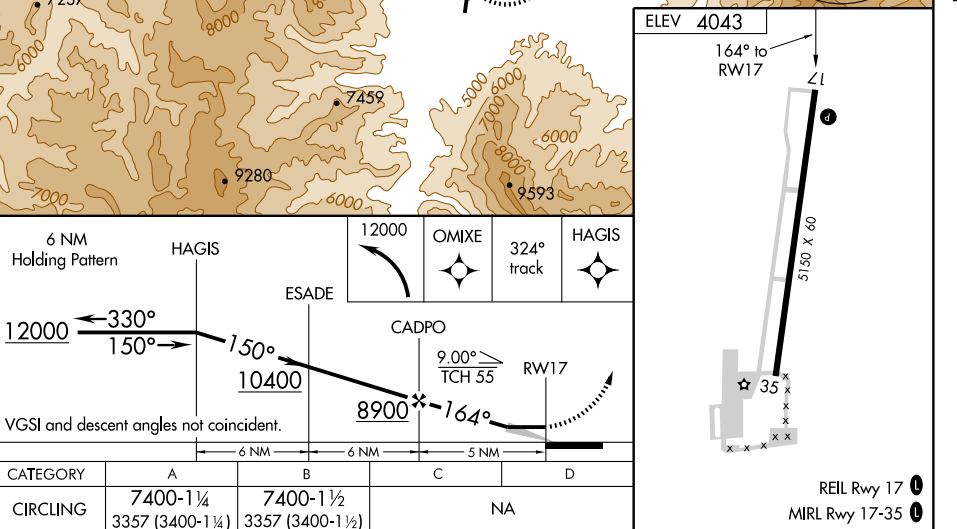 7237
6000
8000
7459
9280
7000
6000
5000
6000
7000
6000
8000
9593
ELEV 4043
164° to
RW17
17
P
5150 X 60
35
REIL Rwy 17 L
MIRL Rwy 17-35 L
6 NM
Holding Pattern
HAGIS
ESADE
CADPO
RW17
12000
OMIXE
324°
track
HAGIS
12000
330°
150°
150°
10400
8900
164°
9.00°
TCH 55
VGSI and descent angles not coincident.
6 NM
6 NM
5 NM
CATEGORY A B C D
CIRCLING 7400-1¼ 7400-1½ NA
3357 (3400-1¼) 3357 (3400-1½)